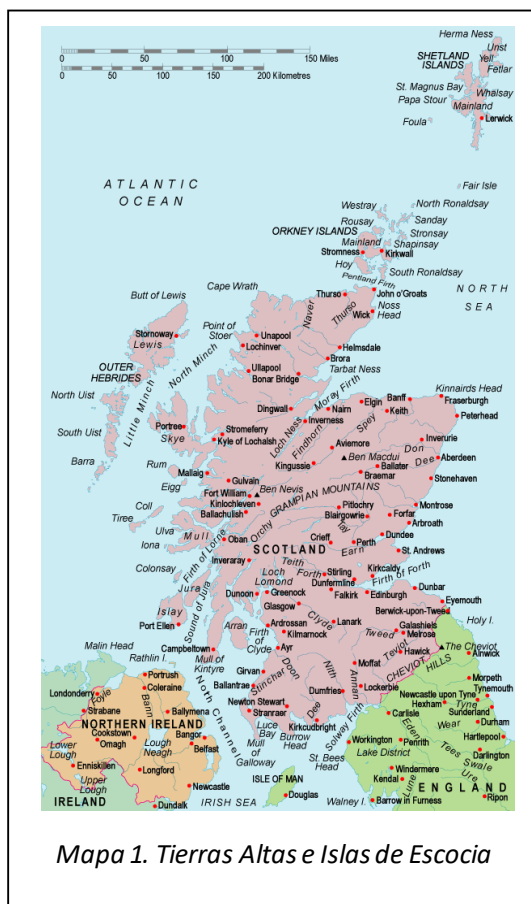 Herma Ness
Unst
SHETLAND
ISLANDS
Yell
Fetlar
St. Magnus Bay
Whalsay
Papa Stour
Mainland
Foula
Lerwick
0 50 100 150 Miles
0 50 100 150 200 Kilometres
ATLANTIC
OCEAN
Fair Isle
Westray
North Ronaldsay
Rousay
Sanday
ORKNEY ISLANDS
Stronsay
Mainland
Shapinsay
Stromness
Kirkwall
Hoy
South Ronaldsay
Pentland Firth
Cape Wrath
Thurso
John o'Groats
NORTH
SEA
Butt of Lewis
Naver
Thurso
Wick
Noss
Head
Stornoway
Lewis
Point of
Stoer
Unapool
Lochinver
Helmsdale
North Minch
OUTER
HEBRIDES
Ullapool
Brora
Bonar Bridge
Tarbat Ness
North Uist
Little Minch
Moray Firth
Kinnairds Head
Dingwall
Elgin
Banff
Fraserburgh
Nairn
Keith
Peterhead
South Uist
Portree
Skye
Stromeferry
Kyle of Lochalsh
Loch Ness
Inverness
Findhorn
Spey
Barra
Aviemore
Don
Inverurie
Rum
Mallaig
Kingussie
Ben Macdui
Dee
Aberdeen
Ballater
Eigg
Gulvain
Braemar
Stonehaven
Coll
Fort William
Ben Nevis
GRAMPIAN MOUNTAINS
Kinlochleven
Ballachulish
Pitlochry
Montrose
Tiree
Ulva
Mull
Orchy
Blairgowrie
Tay
Forfar
Arbroath
Iona
Firth of Lorne
Oban
SCOTLAND
Crieff
Perth
Dundee
Earn
St. Andrews
Colonsay
Inveraray
Teith
Loch
Lomond
Forth
Stirling
Kirkcaldy
Firth of Forth
Jura
Sound of Jura
Dunoon
Greenock
Dunfermline
Falkirk
Edinburgh
Dunbar
Eyemouth
Islay
Glasgow
Berwick-upon-Tweed
Holy I.
Port Ellen
Arran
Ardrossan
Clyde
Lanark
Tweed
Galashiels
Melrose
Firth of
Clyde
Kilmarnock
Teviot
The Cheviot
Campbeltown
Ayr
Hawick
Alnwick
Malin Head
Mull of
Kintyre
Doon
Nith
Moffat
CHEVIOT HILLS
Rathlin I.
Girvan
Annan
Morpeth
Portrush
Ballantrae
Stinchar
Lockerbie
Londonderry
Coleraine
North Channel
Dumfries
Newcastle upon Tyne
Tynemouth
Foyle
Bann
Newton Stewart
Hexham
Tyne
Strabane
Ballymena
Stranraer
Dee
Solway Firth
Carlisle
Sunderland
NORTHERN IRELAND
Luce
Bay
Kirkcudbright
Eden
Wear
Durham
Cookstown
Bangor
Burrow
Head
Omagh
Lough
Neagh
Belfast
Mull of
Galloway
Workington
Penrith
Hartlepool
Lower
Lough
St. Bees
Head
Lake District
Tees
Darlington
Enniskillen
Longford
ISLE OF MAN
Windermere
Swale
Upper
Lough
Newcastle
Kendal
Lune
Ure
IRELAND
Dundalk
IRISH SEA
Douglas
Walney I.
Barrow in Furness
ENGLAND
Ripon
Mapa 1. Tierras Altas e Islas de Escocia